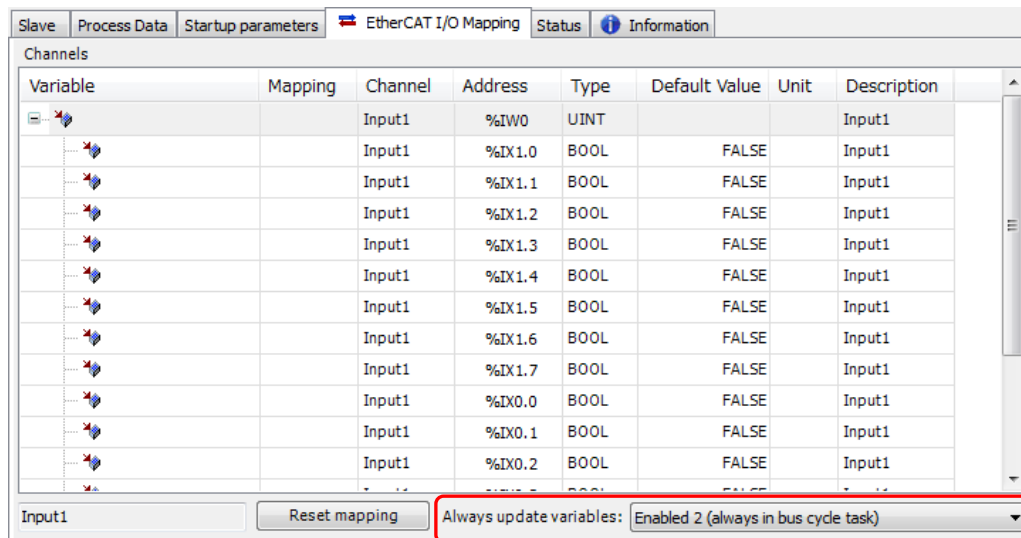 Slave Process Data Startup parameters EtherCAT I/O Mapping Status Information
Channels
Variable Mapping Channel Address Type Default Value Unit Description
Input1 %IW0 UINT Input1
Input1 %IX1.0 BOOL FALSE Input1
Input1 %IX1.1 BOOL FALSE Input1
Input1 %IX1.2 BOOL FALSE Input1
Input1 %IX1.3 BOOL FALSE Input1
Input1 %IX1.4 BOOL FALSE Input1
Input1 %IX1.5 BOOL FALSE Input1
Input1 %IX1.6 BOOL FALSE Input1
Input1 %IX1.7 BOOL FALSE Input1
Input1 %IX0.0 BOOL FALSE Input1
Input1 %IX0.1 BOOL FALSE Input1
Input1 %IX0.2 BOOL FALSE Input1
Input1 Reset mapping Always update variables: Enabled 2 (always in bus cycle task)